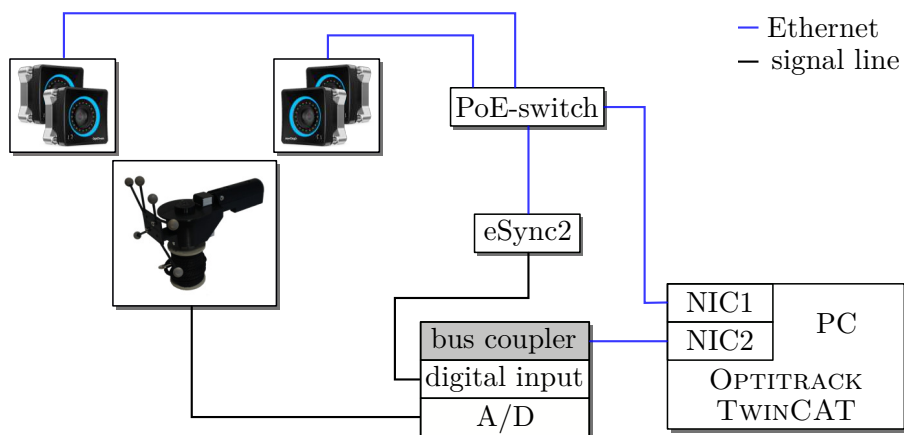 Ethernet
signal line
PoE-switch
eSync2
NIC1
PC
bus coupler
NIC2
digital input
OPTITRACK
A/D
TWINCAT